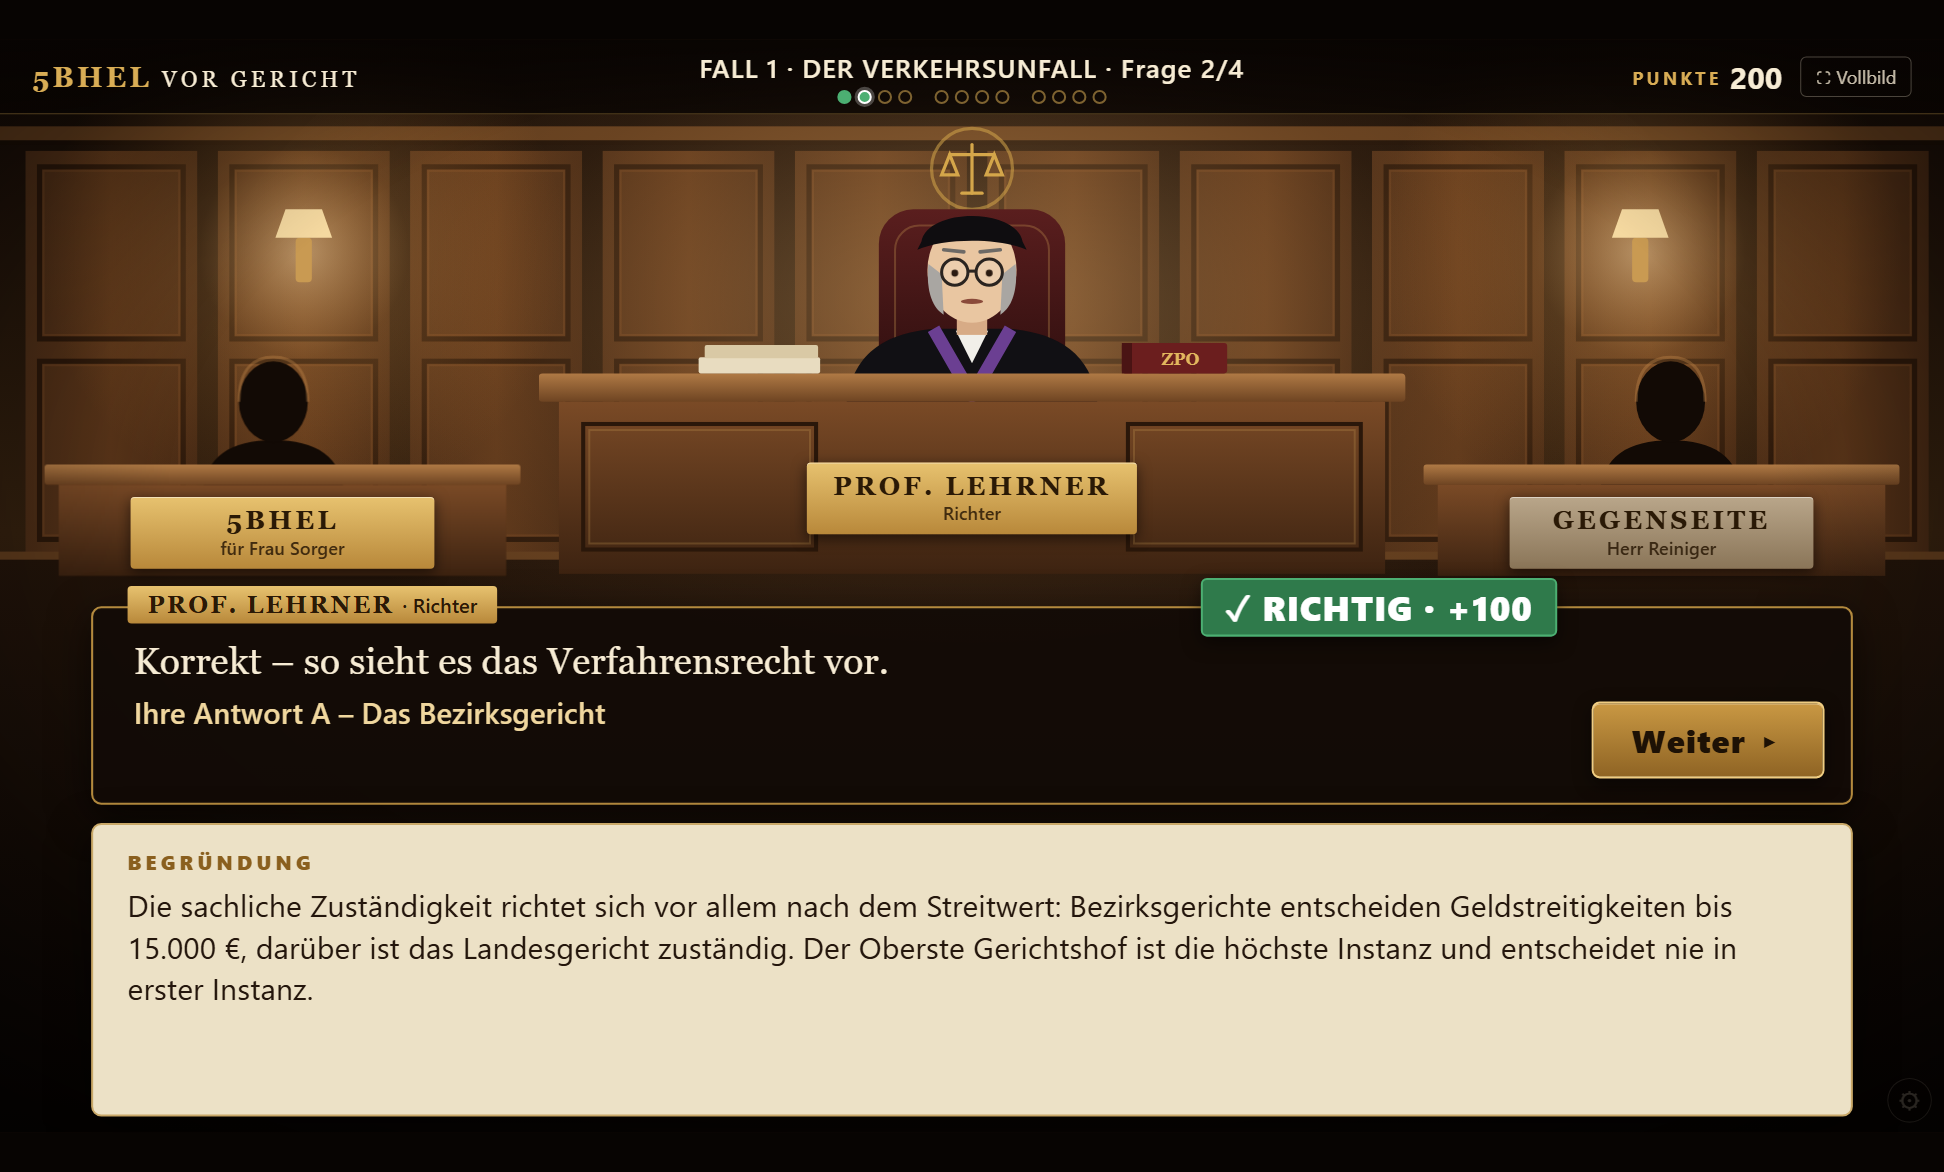 5BHEL VOR GERICHT
FALL 1 · DER VERKEHRSUNFALL · Frage 2/4
PUNKTE 200
Vollbild
ZPO
PROF. LEHRNER
Richter
5BHEL
für Frau Sorger
GEGENSEITE
Herr Reiniger
PROF. LEHRNER · Richter
✓ RICHTIG · +100
Korrekt – so sieht es das Verfahrensrecht vor.
Ihre Antwort A – Das Bezirksgericht
Weiter ▸
BEGRÜNDUNG
Die sachliche Zuständigkeit richtet sich vor allem nach dem Streitwert: Bezirksgerichte entscheiden Geldstreitigkeiten bis
15.000 €, darüber ist das Landesgericht zuständig. Der Oberste Gerichtshof ist die höchste Instanz und entscheidet nie in
erster Instanz.